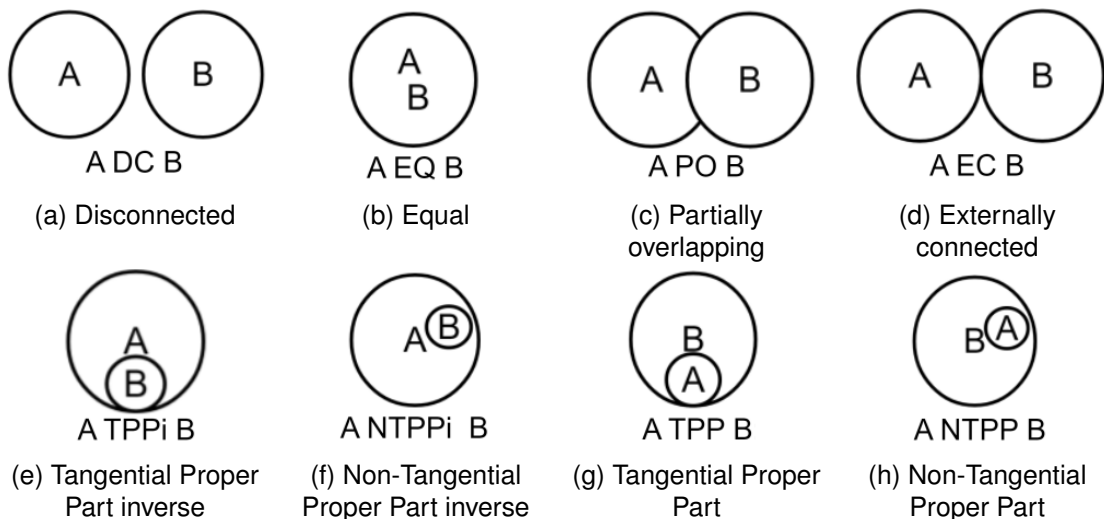 A B
A DC B
(a) Disconnected
A
B
A EQ B
(b) Equal
A B
A PO B
(c) Partially
overlapping
A B
A EC B
(d) Externally
connected
A
B
A TPPi B
(e) Tangential Proper
Part inverse
A B
A NTPPi B
(f) Non-Tangential
Proper Part inverse
B
A
A TPP B
(g) Tangential Proper
Part
B A
A NTPP B
(h) Non-Tangential
Proper Part